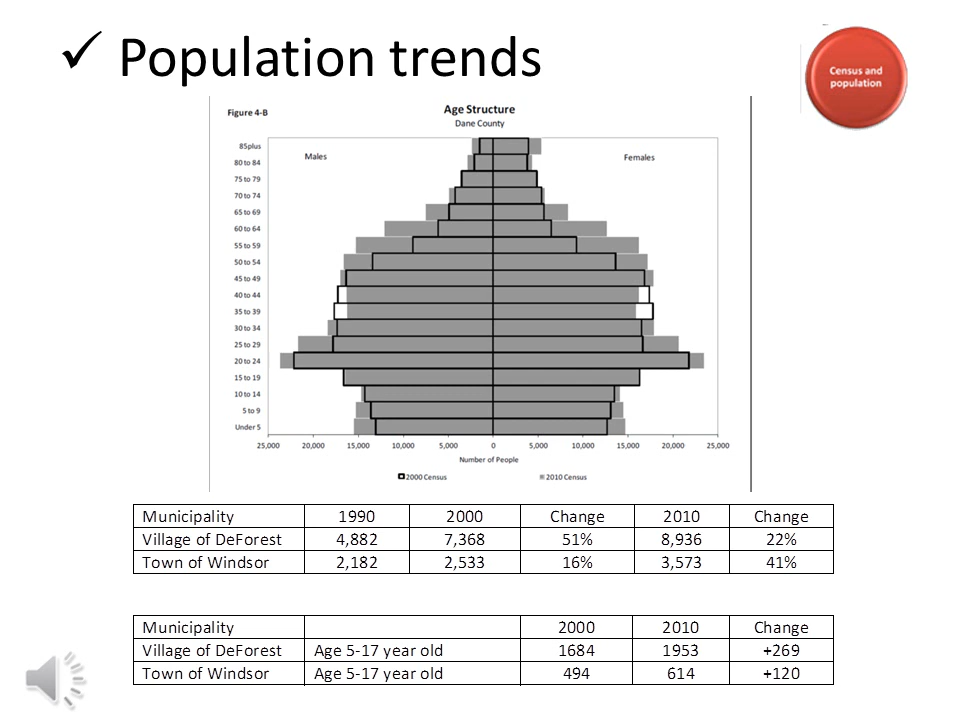 ✓ Population trends
Census and
population
Figure 4-B
Age Structure
Dane County
Males
Females
85plus
80 to 84
75 to 79
70 to 74
65 to 69
60 to 64
55 to 59
50 to 54
45 to 49
40 to 44
35 to 39
30 to 34
25 to 29
20 to 24
15 to 19
10 to 14
5 to 9
Under 5
25,000 20,000 15,000 10,000 5,000 0 5,000 10,000 15,000 20,000 25,000
Number of People
2000 Census 2010 Census
Municipality 1990 2000 Change 2010 Change
Village of DeForest 4,882 7,368 51% 8,936 22%
Town of Windsor 2,182 2,533 16% 3,573 41%
Municipality 2000 2010 Change
Village of DeForest Age 5-17 year old 1684 1953 +269
Town of Windsor Age 5-17 year old 494 614 +120